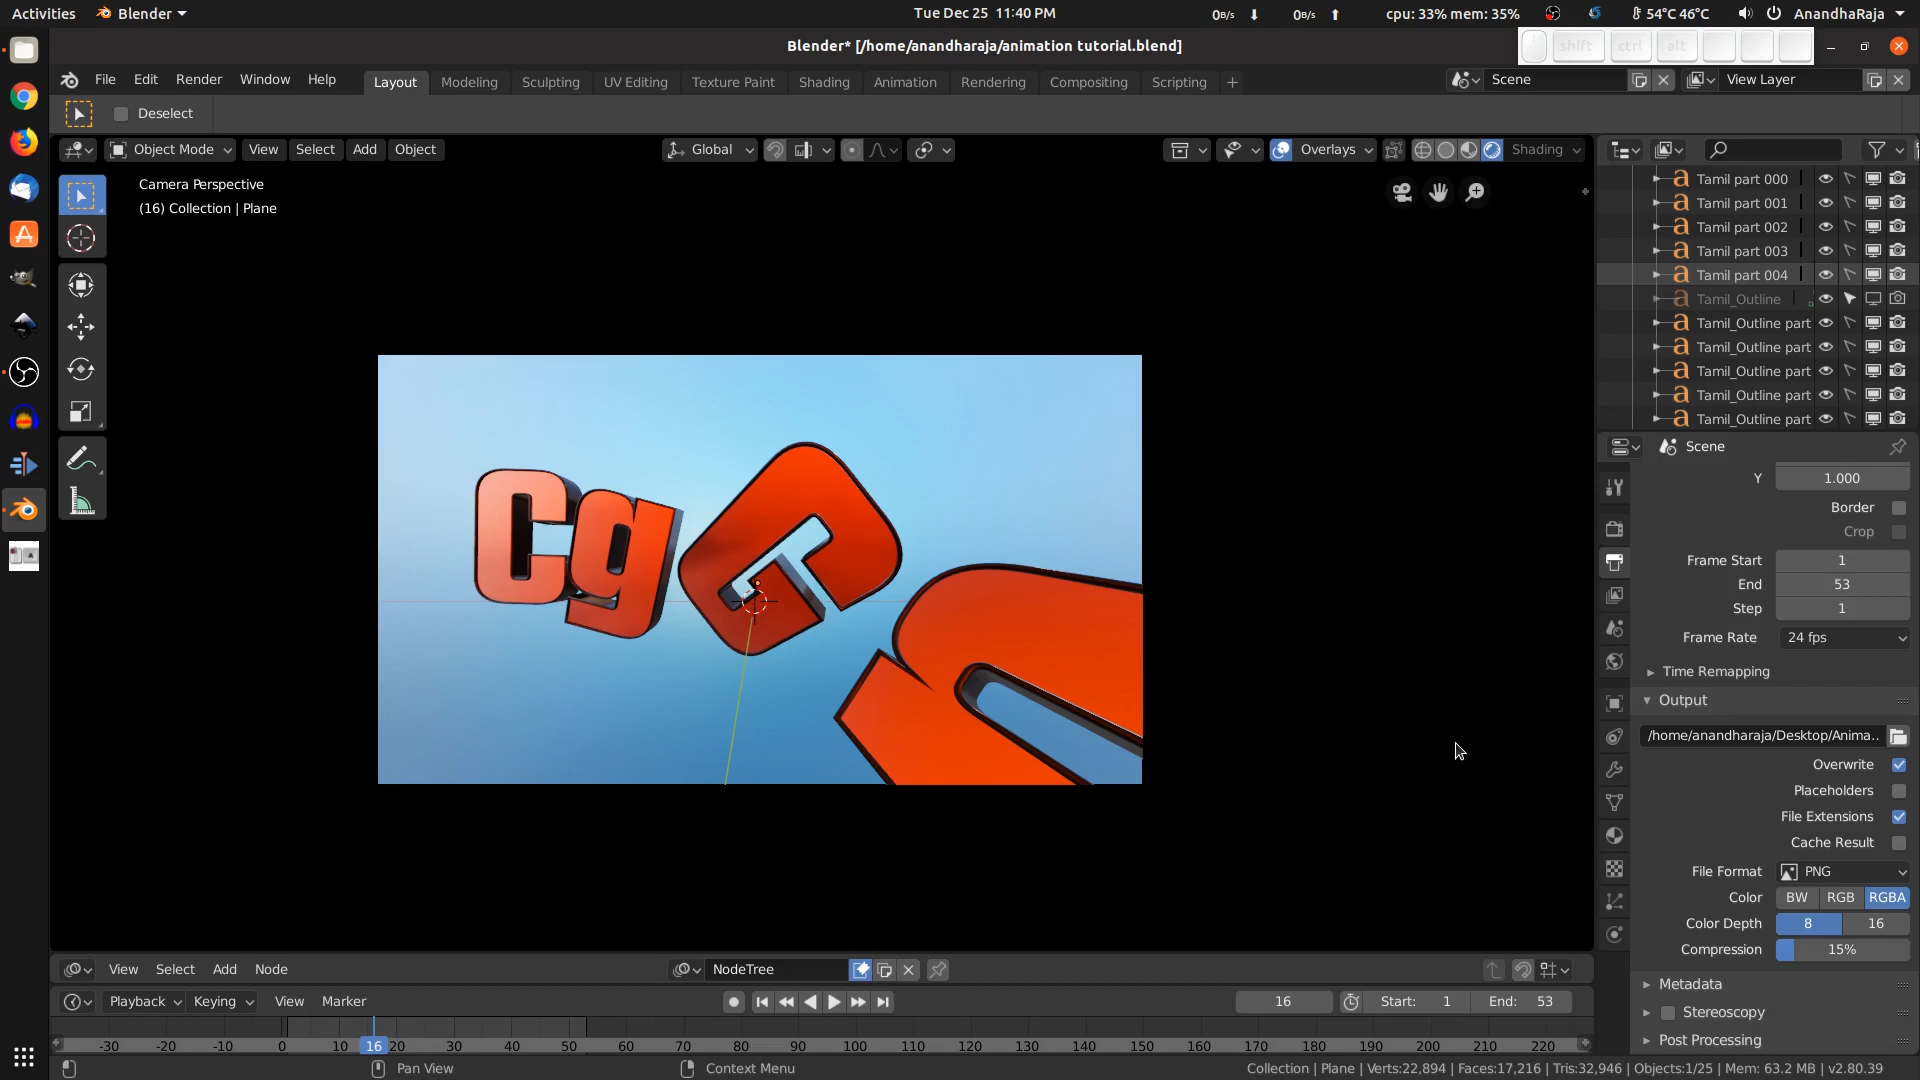 Activities Blender Tue Dec 25 11:40 PM 0B/s 0B/s cpu: 33% mem: 35% 54°C 46°C AnandhaRaja
Blender* [/home/anandharaja/animation tutorial.blend]
shift ctrl alt
File Edit Render Window Help Layout Modeling Sculpting UV Editing Texture Paint Shading Animation Rendering Compositing Scripting + Scene View Layer
Deselect
Object Mode View Select Add Object Global Overlays Shading
Camera Perspective
(16) Collection | Plane
Tamil part 000
Tamil part 001
Tamil part 002
Tamil part 003
Tamil part 004
Tamil_Outline
Tamil_Outline part
Tamil_Outline part
Tamil_Outline part
Tamil_Outline part
Tamil_Outline part
Scene
Y 1.000
Border
Crop
Frame Start 1
End 53
Step 1
Frame Rate 24 fps
Time Remapping
Output
/home/anandharaja/Desktop/Anima..
Overwrite
Placeholders
File Extensions
Cache Result
File Format PNG
Color BW RGB RGBA
Color Depth 8 16
Compression 15%
Metadata
Stereoscopy
Post Processing
Cg
View Select Add Node NodeTree
Playback Keying View Marker 16 Start: 1 End: 53
-30 -20 -10 0 10 16 20 30 40 50 60 70 80 90 100 110 120 130 140 150 160 170 180 190 200 210 220
Pan View Context Menu Collection | Plane | Verts:22,894 | Faces:17,216 | Tris:32,946 | Objects:1/25 | Mem: 63.2 MB | v2.80.39